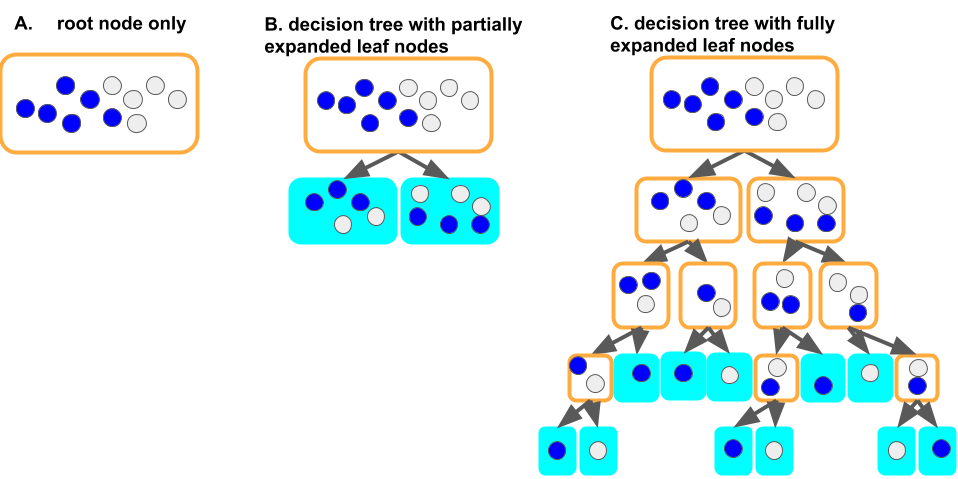 A. root node only
B. decision tree with partially
expanded leaf nodes
C. decision tree with fully
expanded leaf nodes